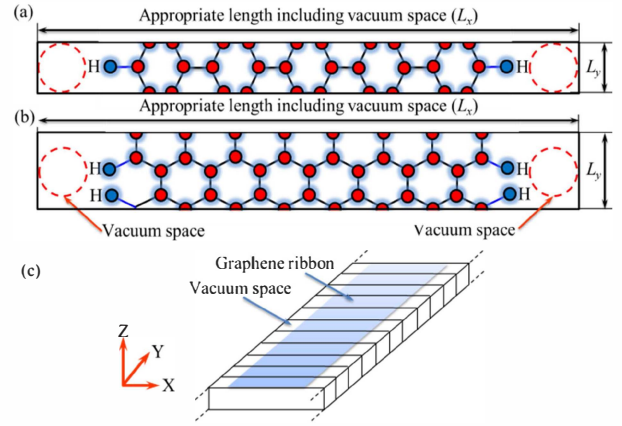 (a)
Appropriate length including vacuum space (Lx)
H
H
Ly
Appropriate length including vacuum space (Lx)
(b)
H
H
H
H
Ly
Vacuum space
Vacuum space
(c)
Graphene ribbon
Vacuum space
Z
Y
X